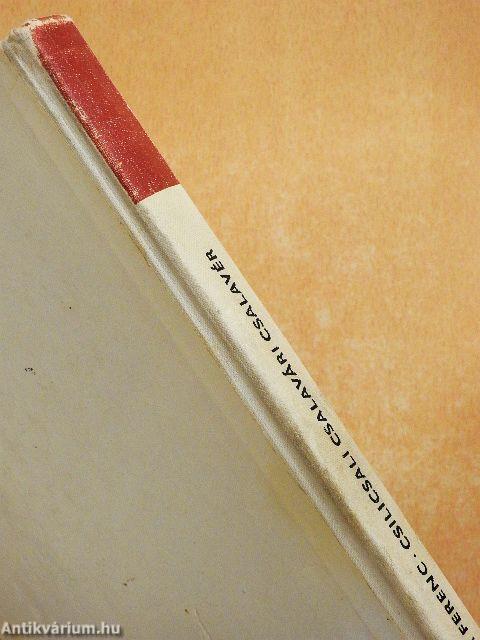 FERENC · CSILICSALI CSALAVÁRI CSALAVÉR
Antikvárium.hu